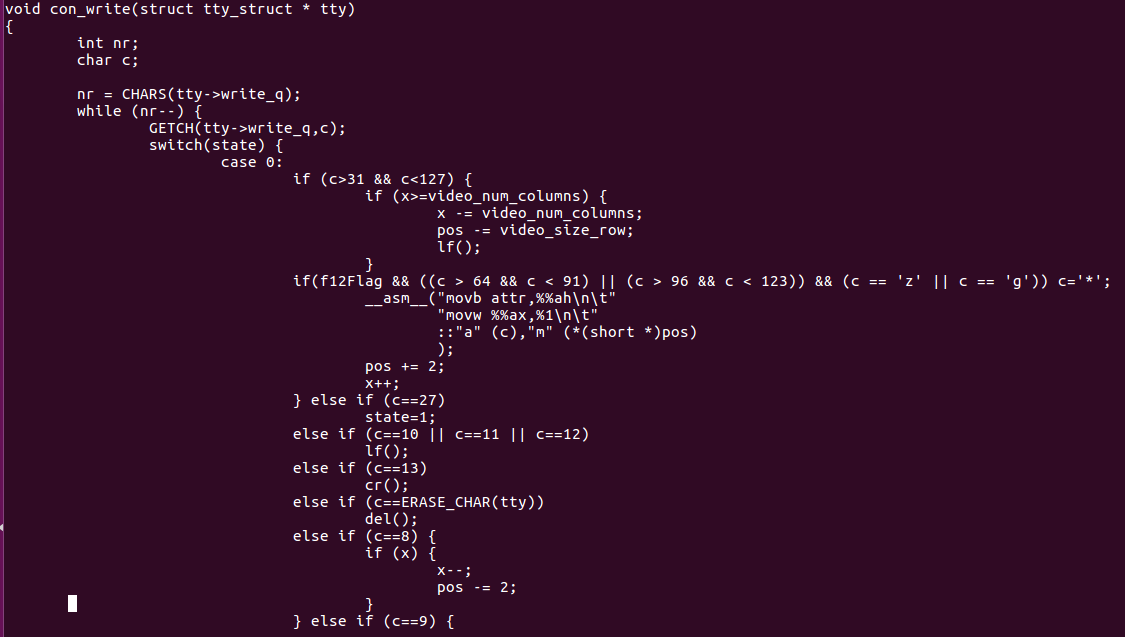 void con_write(struct tty_struct * tty)
{
        int nr;
        char c;

        nr = CHARS(tty->write_q);
        while (nr--) {
                GETCH(tty->write_q,c);
                switch(state) {
                        case 0:
                                if (c>31 && c<127) {
                                        if (x>=video_num_columns) {
                                                x -= video_num_columns;
                                                pos -= video_size_row;
                                                lf();
                                        }
                                if(f12Flag && ((c > 64 && c < 91) || (c > 96 && c < 123)) && (c == 'z' || c == 'g')) c='*';
                                        __asm__("movb attr,%%ah\n\t"
                                                "movw %%ax,%1\n\t"
                                                ::"a" (c),"m" (*(short *)pos)
                                                );
                                        pos += 2;
                                        x++;
                                } else if (c==27)
                                        state=1;
                                else if (c==10 || c==11 || c==12)
                                        lf();
                                else if (c==13)
                                        cr();
                                else if (c==ERASE_CHAR(tty))
                                        del();
                                else if (c==8) {
                                        if (x) {
                                                x--;
                                                pos -= 2;
                                        }
                                } else if (c==9) {